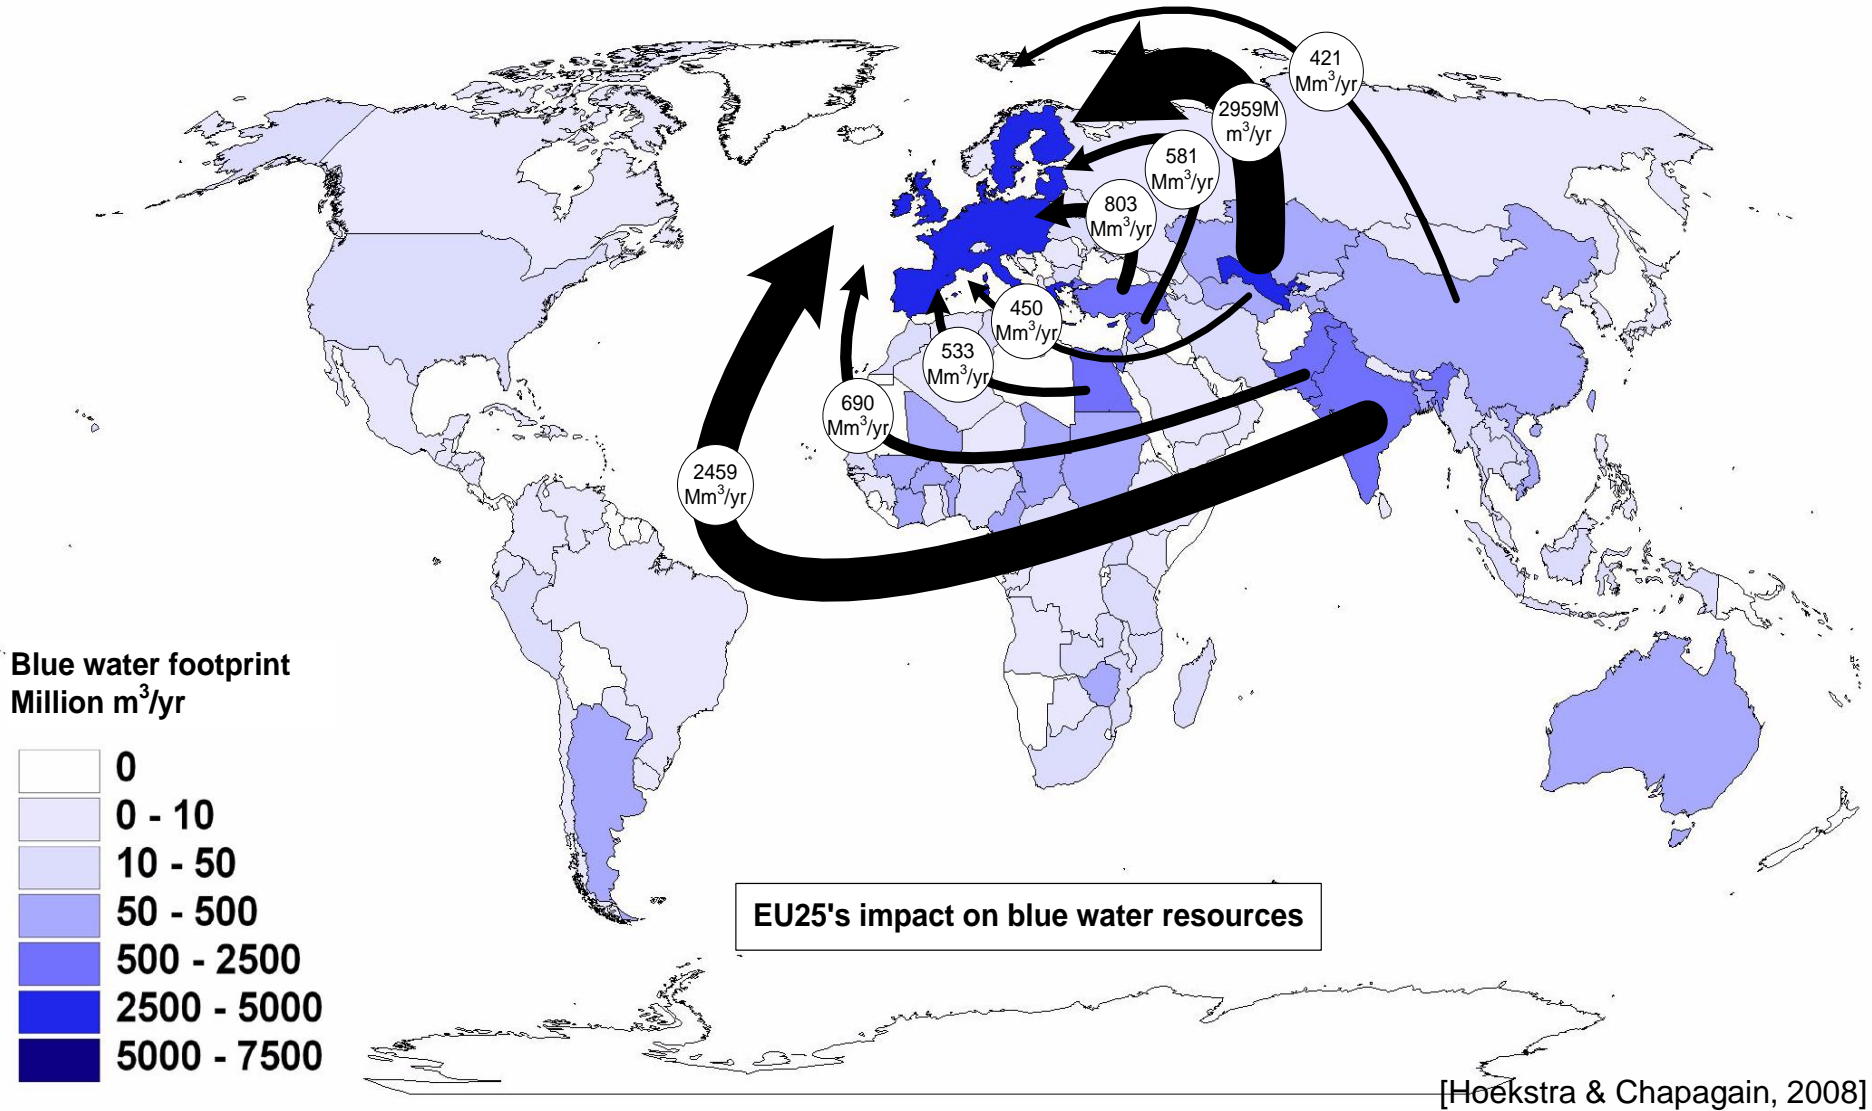 421
Mm³/yr
2959M
m³/yr
581
Mm³/yr
803
Mm³/yr
450
Mm³/yr
533
Mm³/yr
690
Mm³/yr
2459
Mm³/yr
Blue water footprint
Million m³/yr
0
0 - 10
10 - 50
50 - 500
500 - 2500
2500 - 5000
5000 - 7500
EU25's impact on blue water resources
[Hoekstra & Chapagain, 2008]